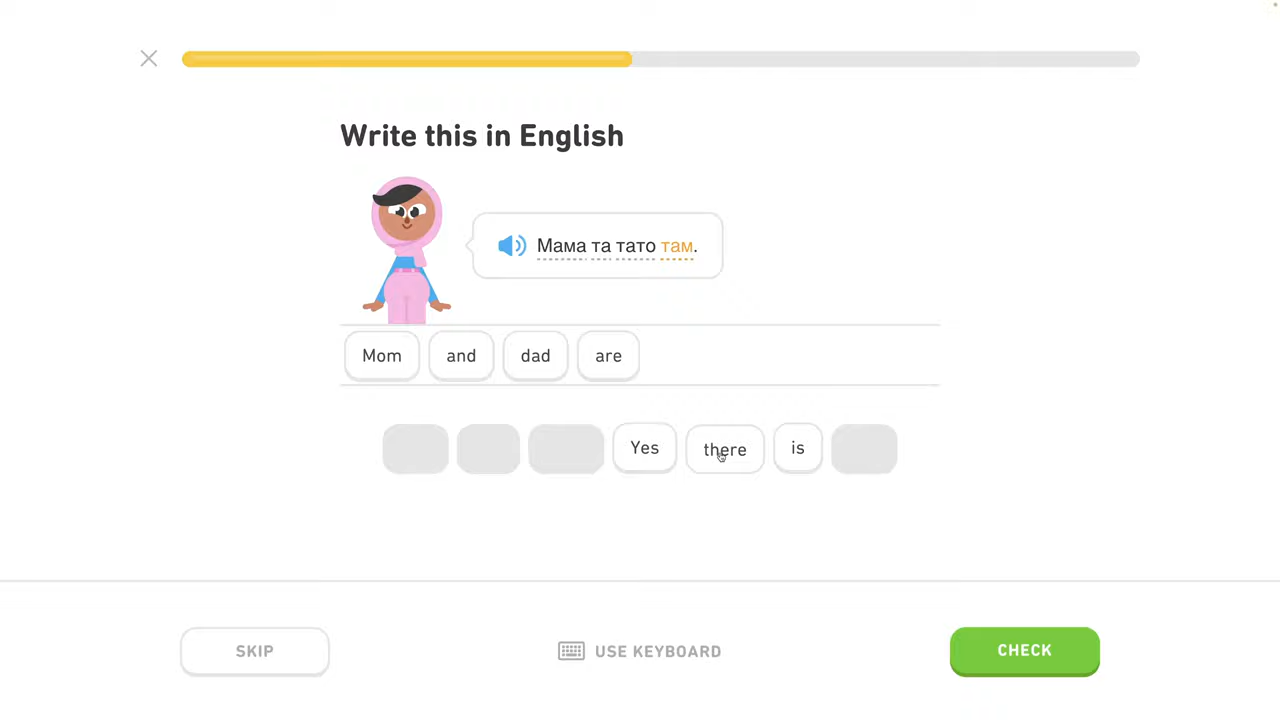 Write this in English
Мама та тато там.
Mom and dad are
Yes there is
SKIP USE KEYBOARD CHECK